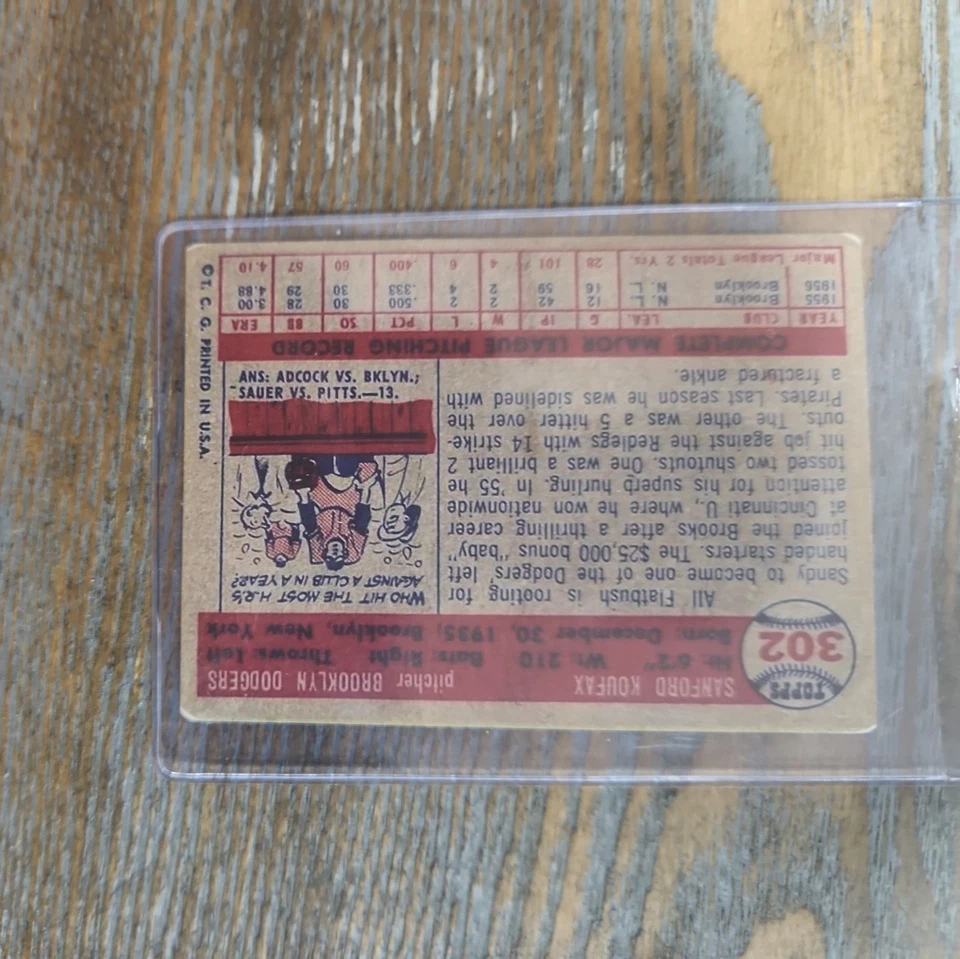 TOPPS
302
SANFORD KOUFAX pitcher BROOKLYN DODGERS
Ht: 6'2" Wt: 210 Bats: Right Throws: Left
Born: December 30, 1935, Brooklyn, New York
All Flatbush is rooting for
Sandy to become one of the Dodgers' left
handed starters. The $25,000 bonus "baby"
joined the Brooks after a thrilling career
at Cincinnati U., where he won nationwide
attention for his superb hurling. In '55 he
tossed two shutouts. One was a brilliant 2
hit job against the Redlegs with 14 strike-
outs. The other was a 5 hitter over the
Pirates. Last season he was sidelined with
a fractured ankle.
WHO HIT THE MOST H.R'S
AGAINST A CLUB IN A YEAR?
ANS: ADCOCK VS. BKLYN.;
SAUER VS. PITTS.—13.
COMPLETE MAJOR LEAGUE PITCHING RECORD
YEAR CLUB LEA. G IP W L PCT SO BB ERA
1955 Brooklyn N. L. 12 42 2 2 .500 30 28 3.00
1956 Brooklyn N. L. 16 59 2 4 .333 30 29 4.88
Major League Totals 2 Yrs. 28 101 4 6 .400 60 57 4.10
© T. C. G. PRINTED IN U.S.A.